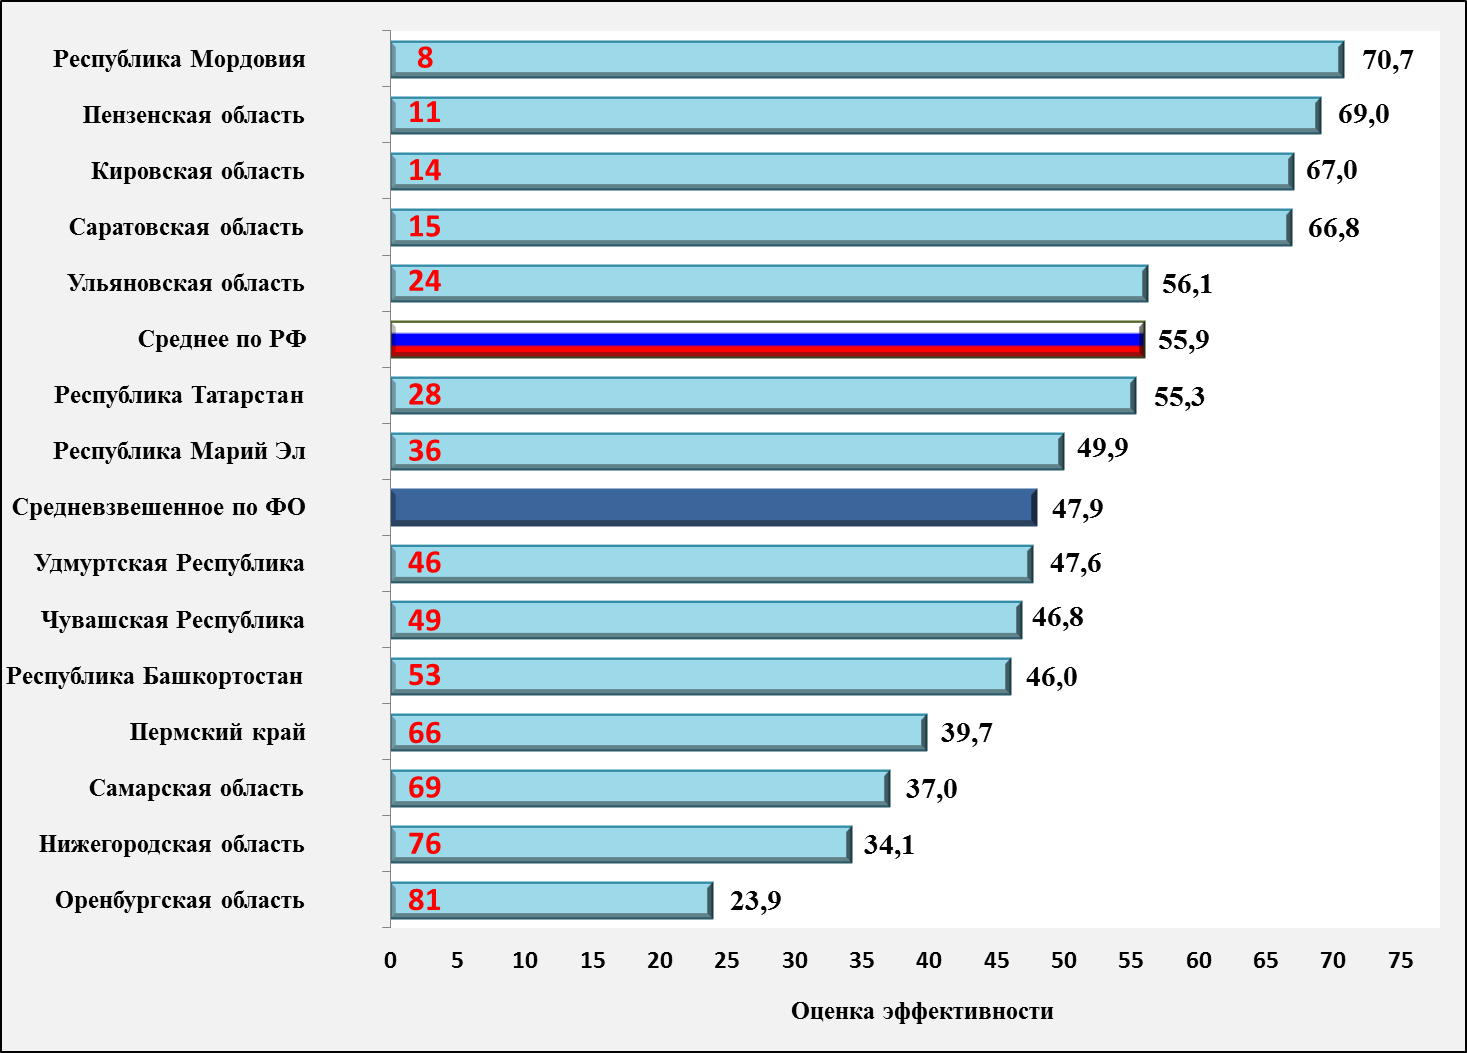 Республика Мордовия 8 70,7
Пензенская область 11 69,0
Кировская область 14 67,0
Саратовская область 15 66,8
Ульяновская область 24 56,1
Среднее по РФ 55,9
Республика Татарстан 28 55,3
Республика Марий Эл 36 49,9
Средневзвешенное по ФО 47,9
Удмуртская Республика 46 47,6
Чувашская Республика 49 46,8
Республика Башкортостан 53 46,0
Пермский край 66 39,7
Самарская область 69 37,0
Нижегородская область 76 34,1
Оренбургская область 81 23,9
0 5 10 15 20 25 30 35 40 45 50 55 60 65 70 75
Оценка эффективности